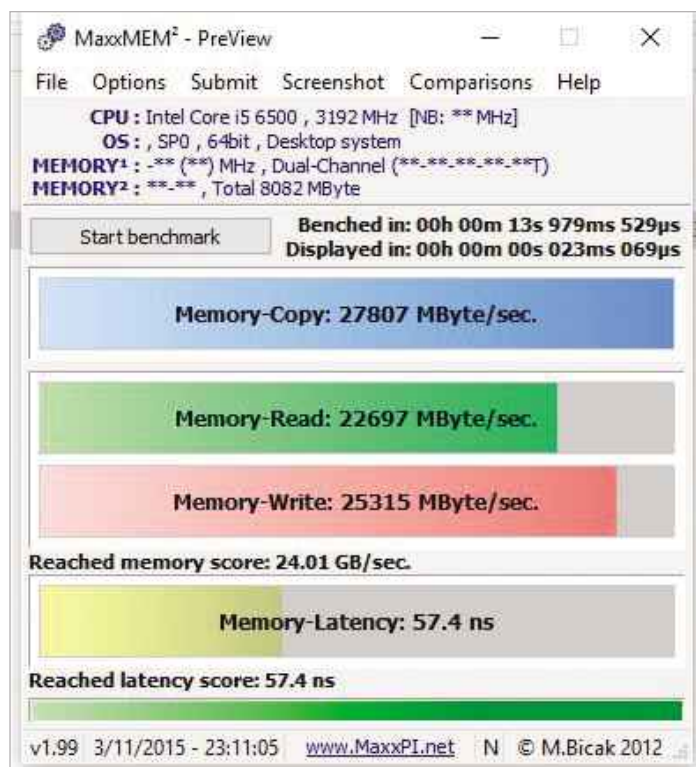 MaxxMEM² - PreView
File Options Submit Screenshot Comparisons Help
CPU : Intel Core i5 6500 , 3192 MHz [NB: ** MHz]
OS : , SP0 , 64bit , Desktop system
MEMORY¹ : -** (**) MHz , Dual-Channel (**-**-**-**-**T)
MEMORY² : **-** , Total 8082 MByte
Start benchmark
Benched in: 00h 00m 13s 979ms 529µs
Displayed in: 00h 00m 00s 023ms 069µs
Memory-Copy: 27807 MByte/sec.
Memory-Read: 22697 MByte/sec.
Memory-Write: 25315 MByte/sec.
Reached memory score: 24.01 GB/sec.
Memory-Latency: 57.4 ns
Reached latency score: 57.4 ns
v1.99 3/11/2015 - 23:11:05 www.MaxxPI.net N © M.Bicak 2012